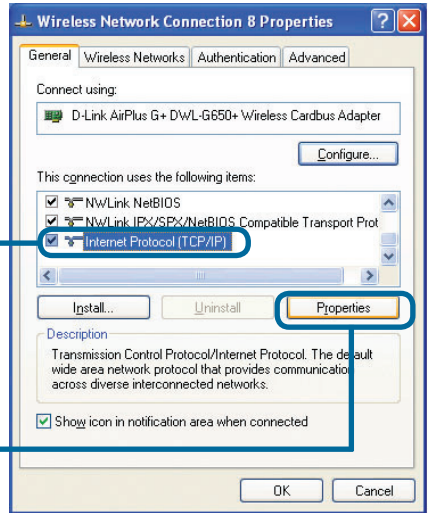 Wireless Network Connection 8 Properties
General Wireless Networks Authentication Advanced
Connect using:
D-Link AirPlus G+ DWL-G650+ Wireless Cardbus Adapter
Configure...
This connection uses the following items:
NWLink NetBIOS
NWLink IPX/SPX/NetBIOS Compatible Transport Prot
Internet Protocol (TCP/IP)
Install... Uninstall Properties
Description
Transmission Control Protocol/Internet Protocol. The default
wide area network protocol that provides communication
across diverse interconnected networks.
Show icon in notification area when connected
OK Cancel